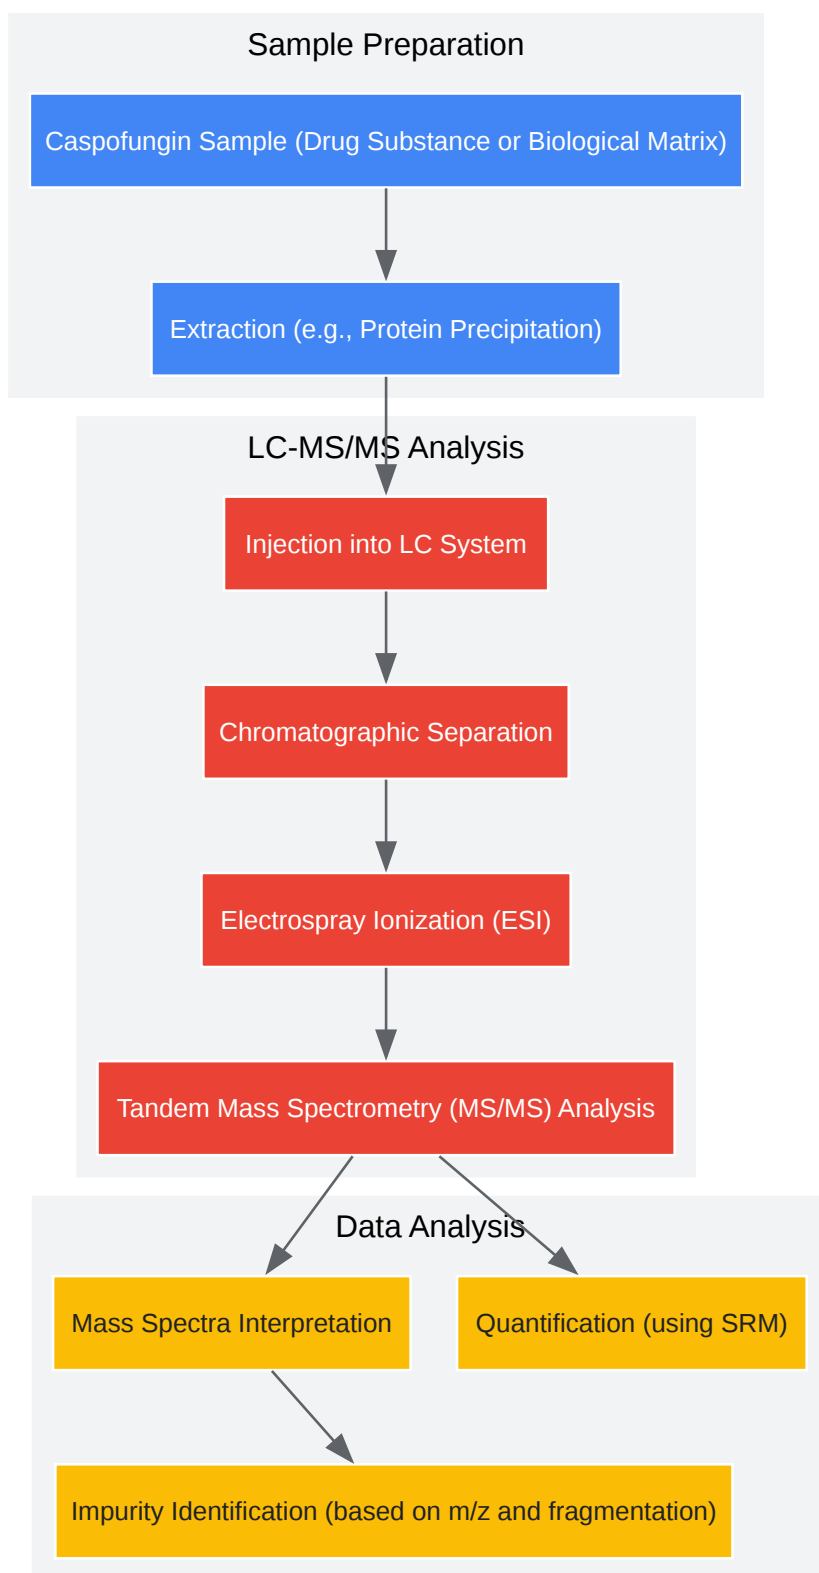 Sample Preparation
Caspofungin Sample (Drug Substance or Biological Matrix)
Extraction (e.g., Protein Precipitation)
LC-MS/MS Analysis
Injection into LC System
Chromatographic Separation
Electrospray Ionization (ESI)
Tandem Mass Spectrometry (MS/MS) Analysis
Data Analysis
Mass Spectra Interpretation
Quantification (using SRM)
Impurity Identification (based on m/z and fragmentation)